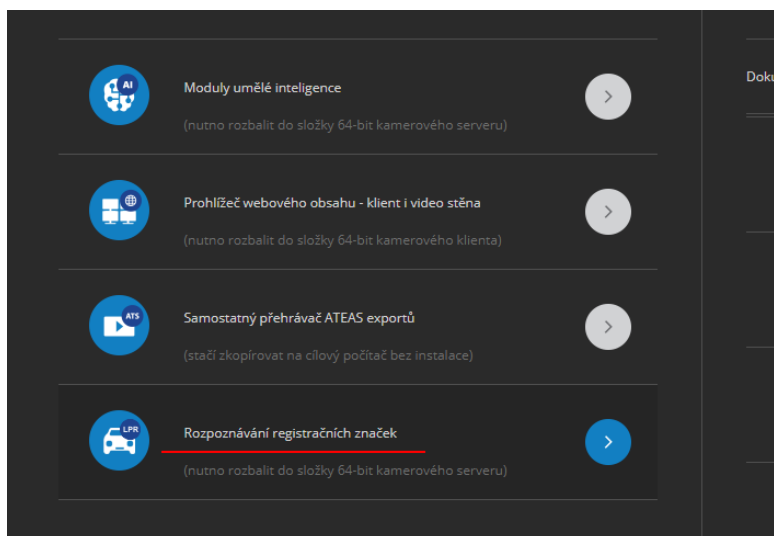 AI
Moduly umělé inteligence
(nutno rozbalit do složky 64-bit kamerového serveru)
Prohlížeč webového obsahu - klient i video stěna
(nutno rozbalit do složky 64-bit kamerového klienta)
ATS
Samostatný přehrávač ATEAS exportů
(stačí zkopírovat na cílový počítač bez instalace)
LPR
Rozpoznávání registračních značek
(nutno rozbalit do složky 64-bit kamerového serveru)